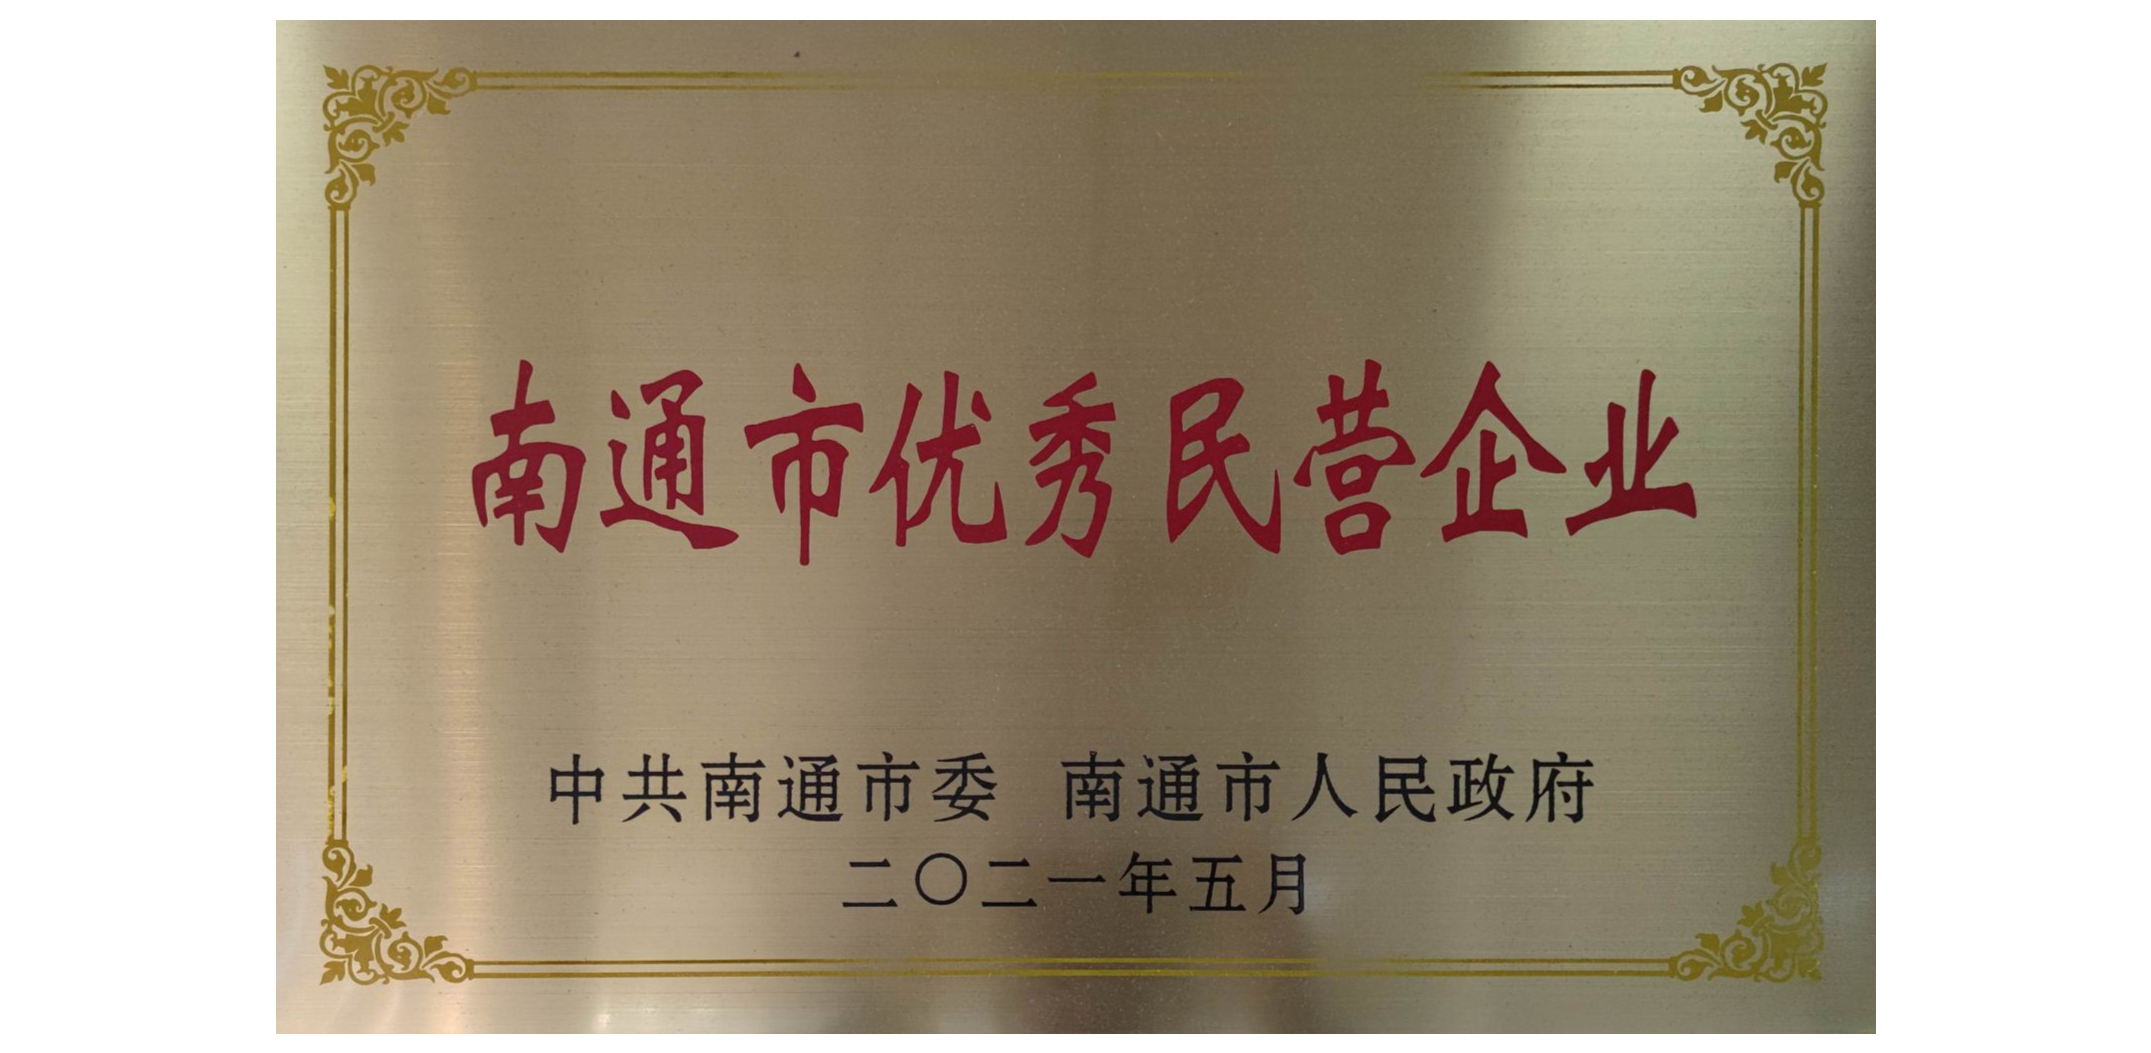 南通市优秀民营企业
中共南通市委 南通市人民政府
二〇二一年五月